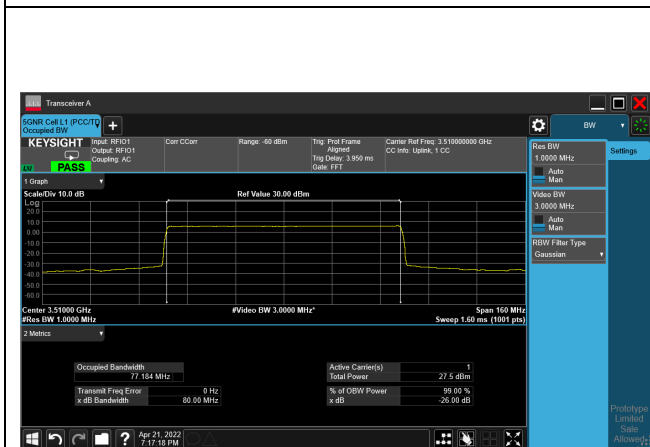 Transceiver A
5GNR Cell L1 (PCC/TD
Occupied BW
KEYSIGHT
PASS
Input: RFIO1
Output: RFIO1
Coupling: AC
Corr CCorr
Range: -60 dBm
Trig: Prot Frame
Aligned
Trig Delay: 3.950 ms
Gate: FFT
Carrier Ref Freq: 3.510000000 GHz
CC Info: Uplink, 1 CC
BW
Res BW
1.0000 MHz
Auto
Man
Video BW
3.0000 MHz
Auto
Man
RBW Filter Type
Gaussian
Settings
1 Graph
Scale/Div 10.0 dB
Ref Value 30.00 dBm
Log
20.0
10.0
0.00
-10.0
-20.0
-30.0
-40.0
-50.0
-60.0
Center 3.51000 GHz
#Video BW 3.0000 MHz*
Span 160 MHz
#Res BW 1.0000 MHz
Sweep 1.60 ms (1001 pts)
2 Metrics
Occupied Bandwidth
77.184 MHz
Active Carrier(s) 1
Total Power 27.5 dBm
Transmit Freq Error 0 Hz
x dB Bandwidth 80.00 MHz
% of OBW Power 99.00 %
x dB -26.00 dB
Apr 21, 2022
7:17:18 PM
Prototype
Limited
Sale
Allowed